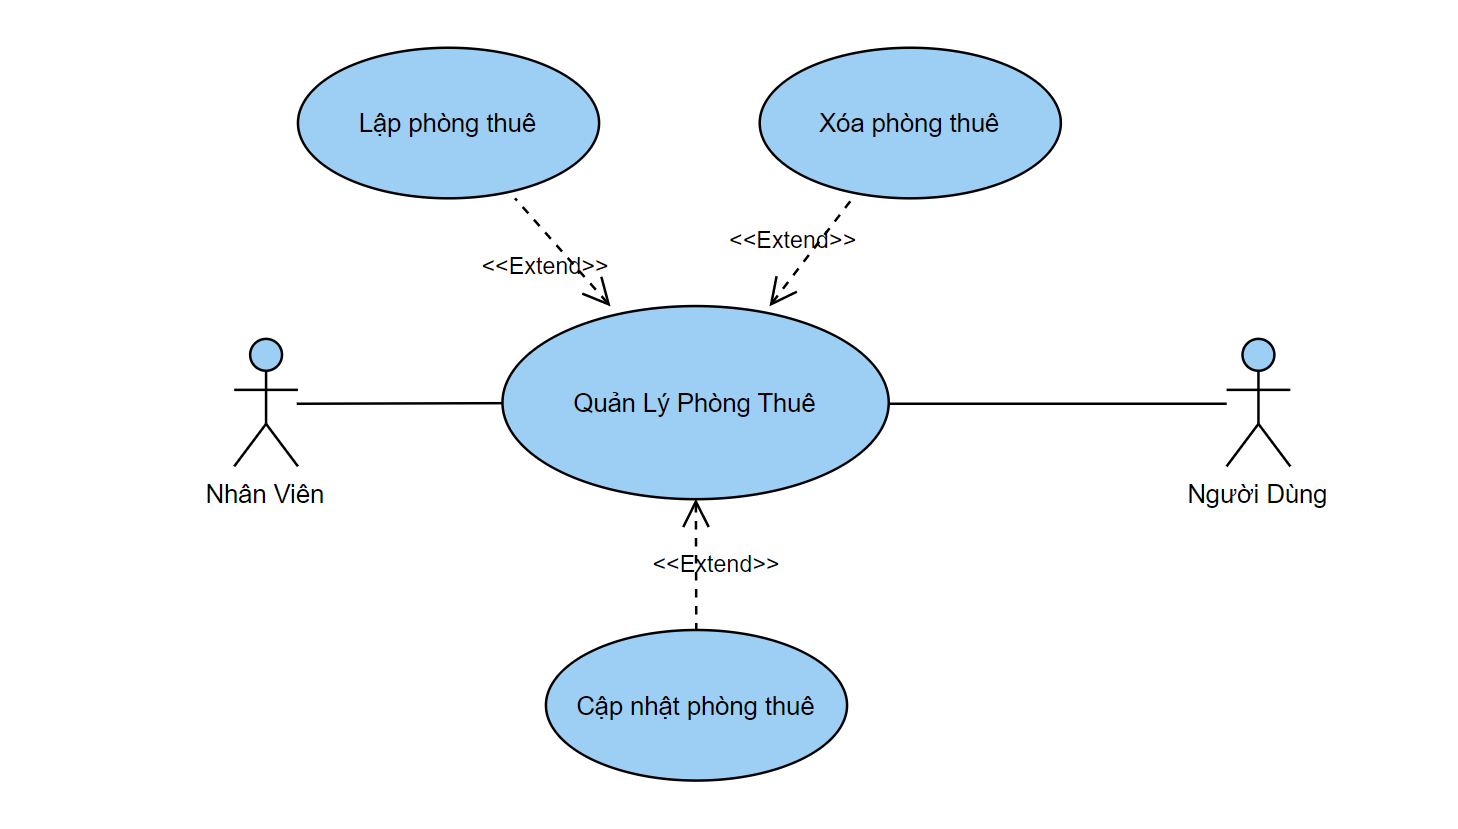 Lập phòng thuê
Xóa phòng thuê
<<Extend>>
<<Extend>>
Quản Lý Phòng Thuê
Nhân Viên
Người Dùng
<<Extend>>
Cập nhật phòng thuê